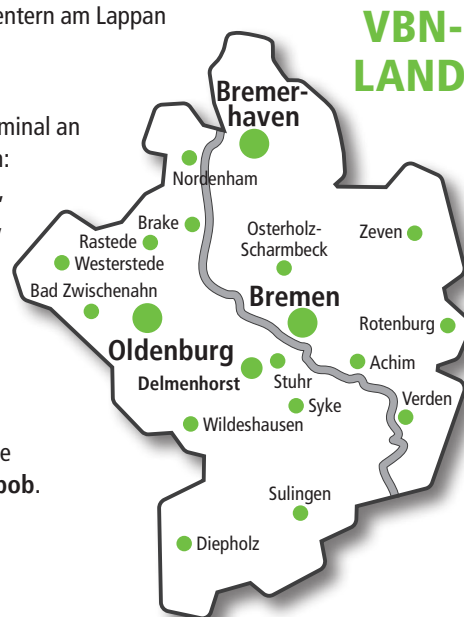 entern am Lappan
minal an
:
,
,
e
bob.
VBN-
LAND
Bremer-
haven
Nordenham
Brake
Rastede
Westerstede
Bad Zwischenahn
Osterholz-
Scharmbeck
Zeven
Bremen
Oldenburg
Rotenburg
Delmenhorst
Stuhr
Achim
Syke
Verden
Wildeshausen
Sulingen
Diepholz